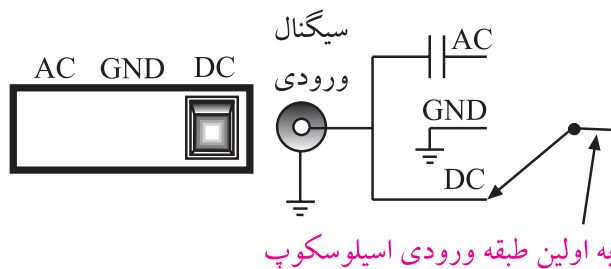 AC GND DC
سیگنال
ورودی
AC
GND
DC
به اولین طبقه ورودی اسیلوسکوپ